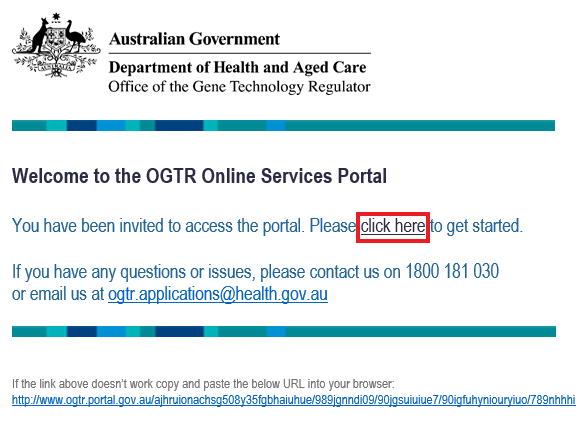 Australian Government
Department of Health and Aged Care
Office of the Gene Technology Regulator
Welcome to the OGTR Online Services Portal
You have been invited to access the portal. Please click here to get started.
If you have any questions or issues, please contact us on 1800 181 030
or email us at ogtr.applications@health.gov.au
If the link above doesn't work copy and paste the below URL into your browser:
http://www.ogtr.portal.gov.au/ajhruionachsg508y35fgbhaiuhue/989jgnndi09/90jgsuiuiue7/90igfuhyniouryiuo/789nhhhi